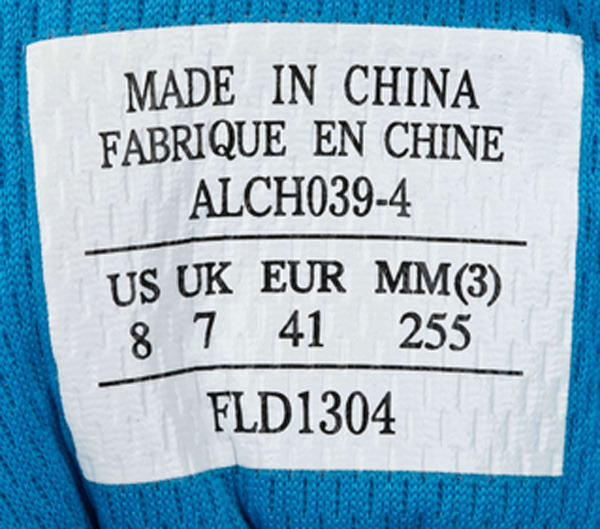 MADE IN CHINA
FABRIQUE EN CHINE
ALCH039-4
US UK EUR MM(3)
8 7 41 255
FLD1304